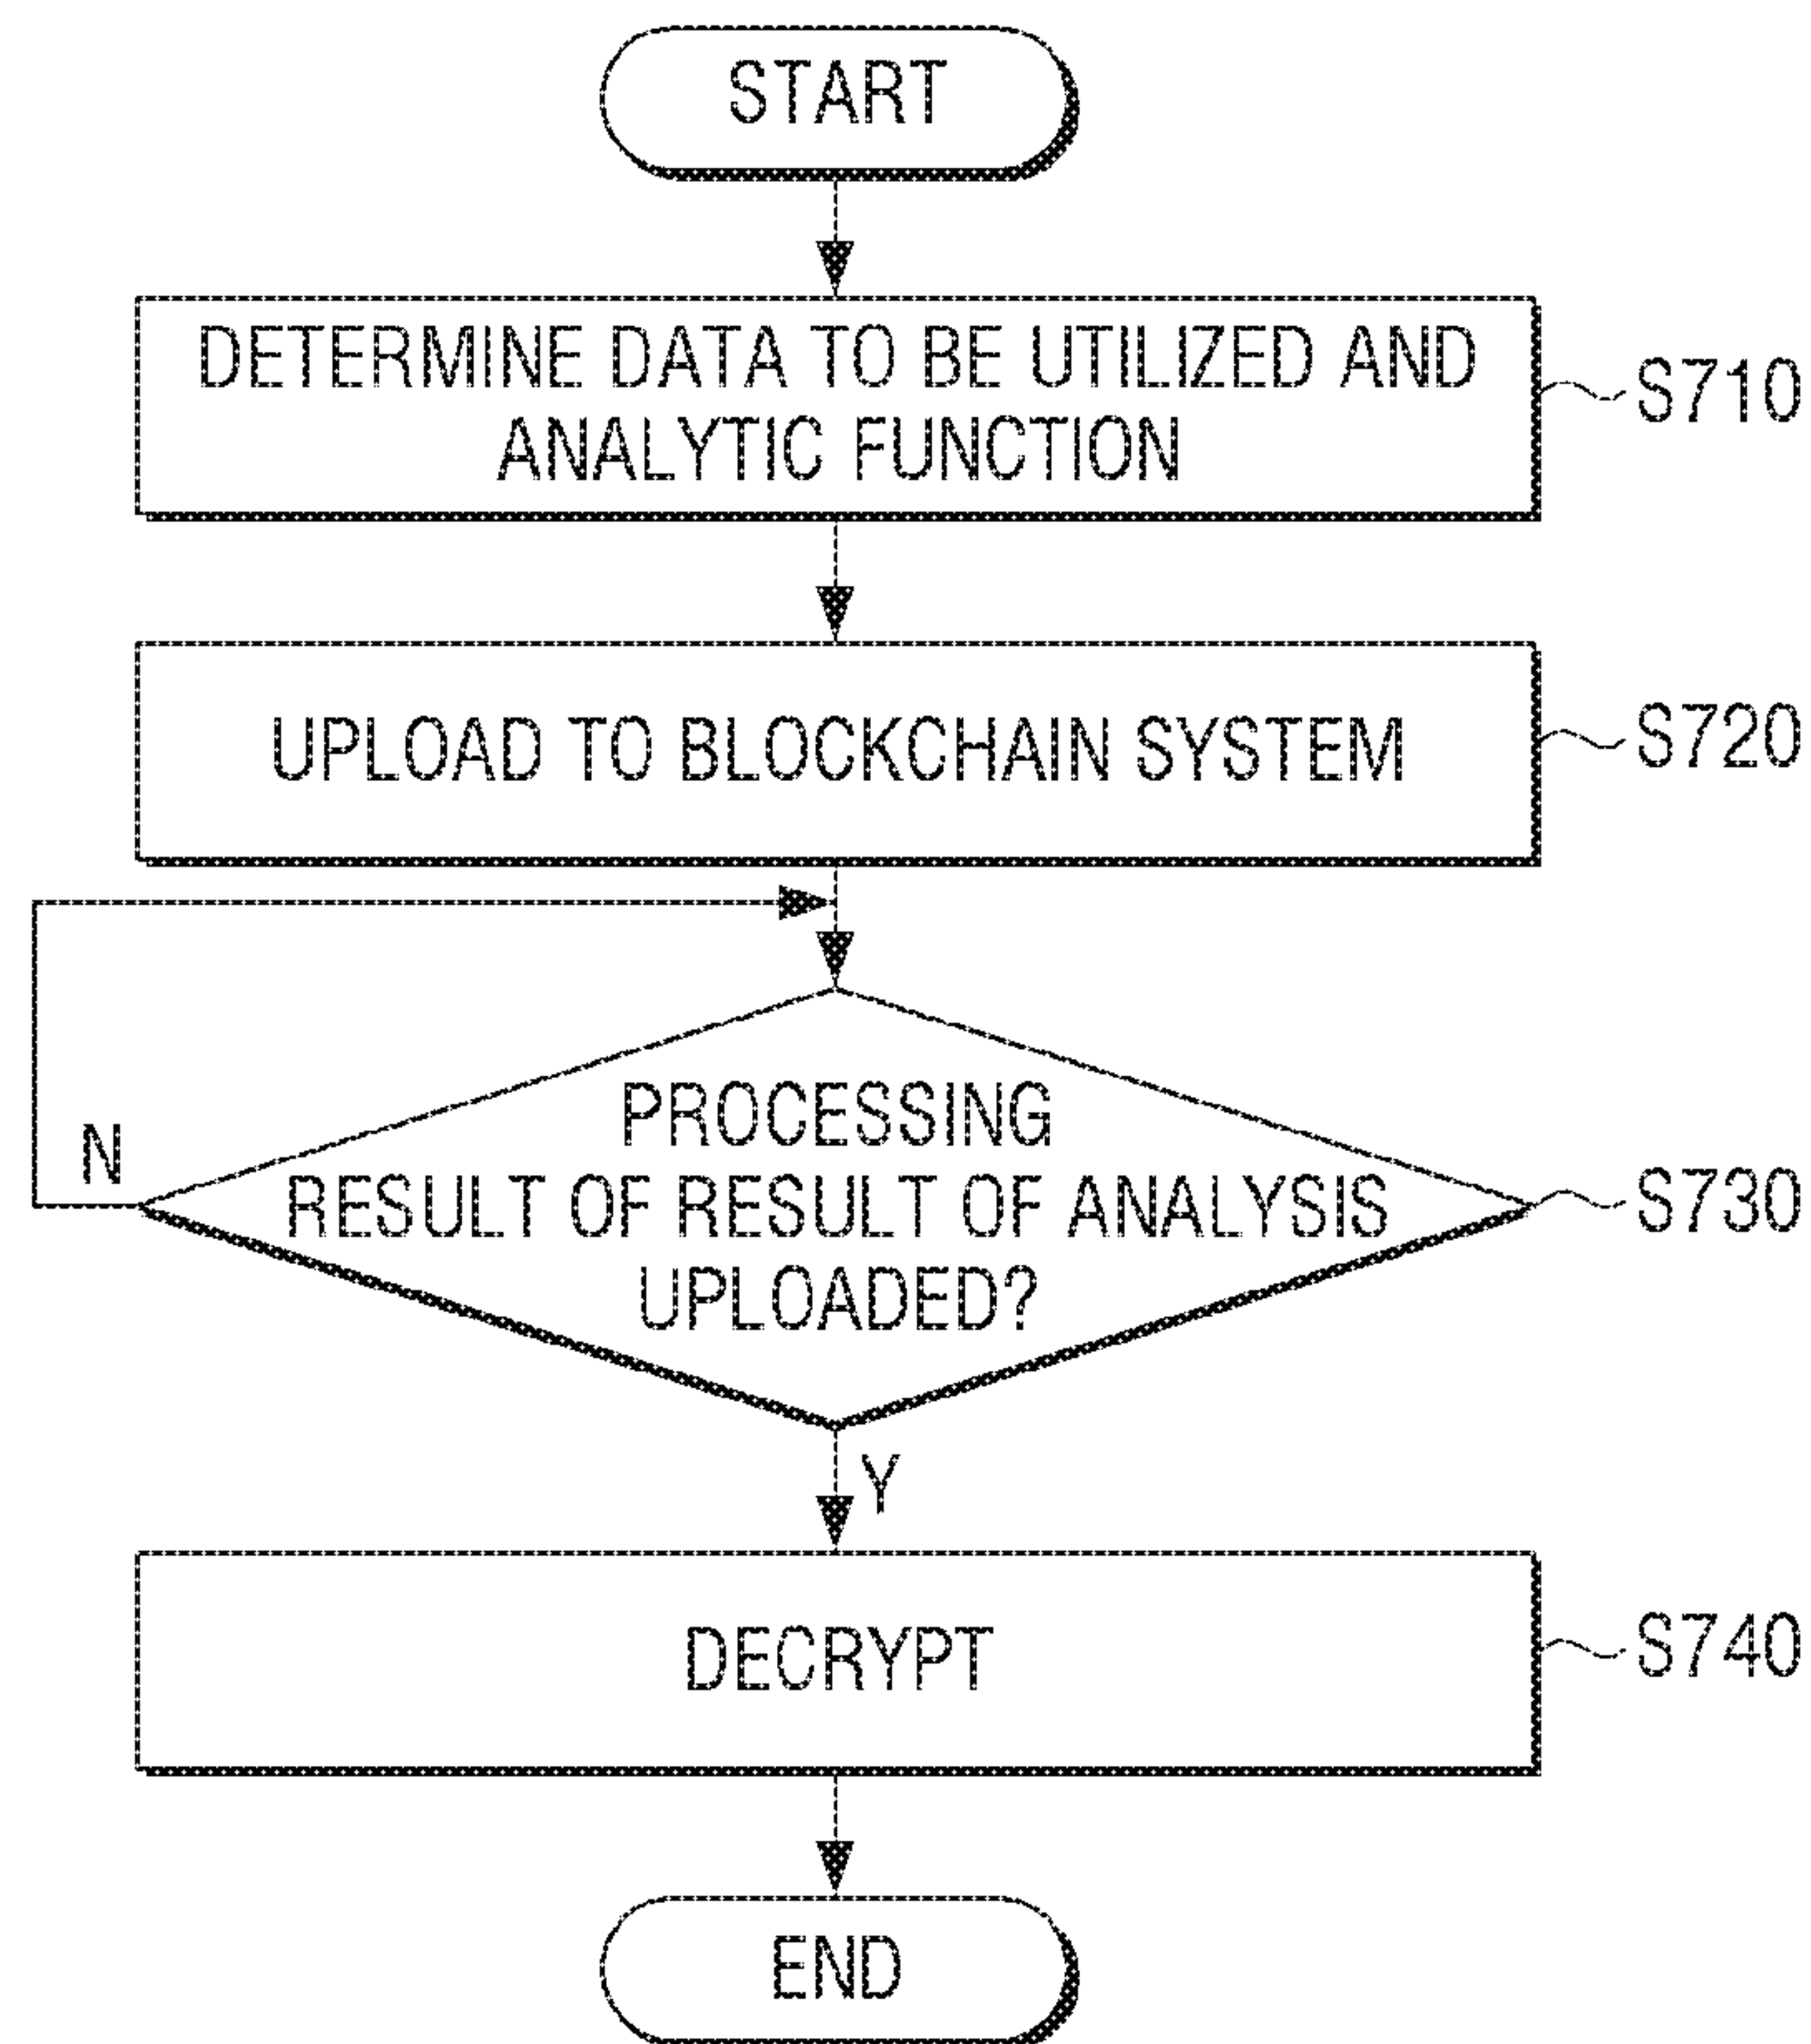 START
DETERMINE DATA TO BE UTILIZED AND
ANALYTIC FUNCTION
S710
UPLOAD TO BLOCKCHAIN SYSTEM
S720
PROCESSING
RESULT OF RESULT OF ANALYSIS
UPLOADED?
N
S730
Y
DECRYPT
S740
END